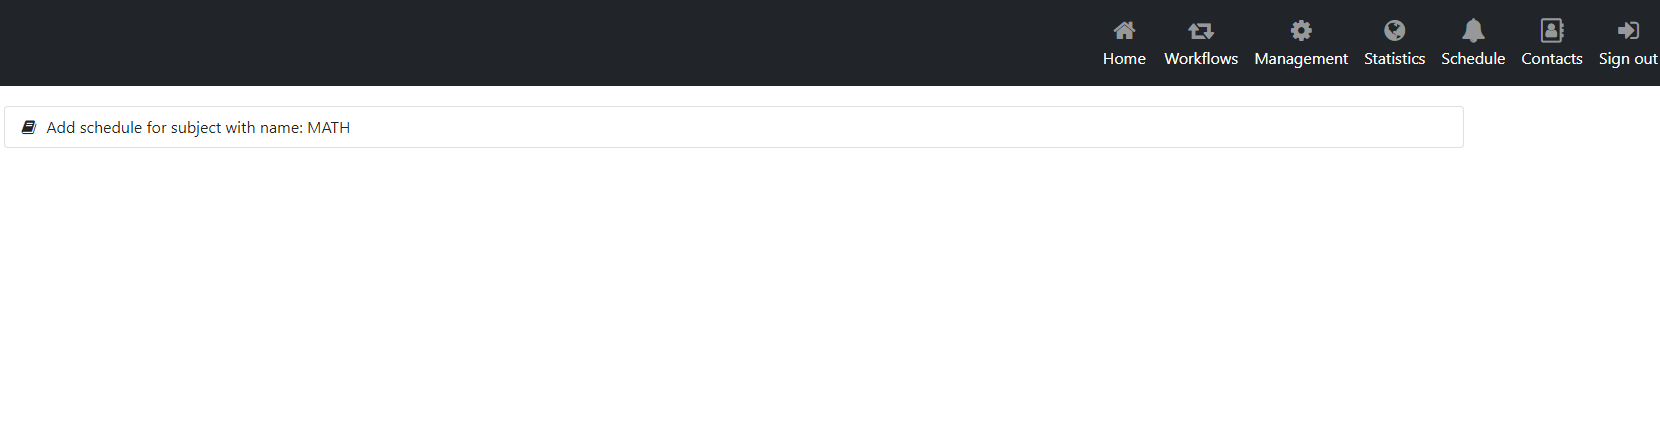 Home Workflows Management Statistics Schedule Contacts Sign out
Add schedule for subject with name: MATH